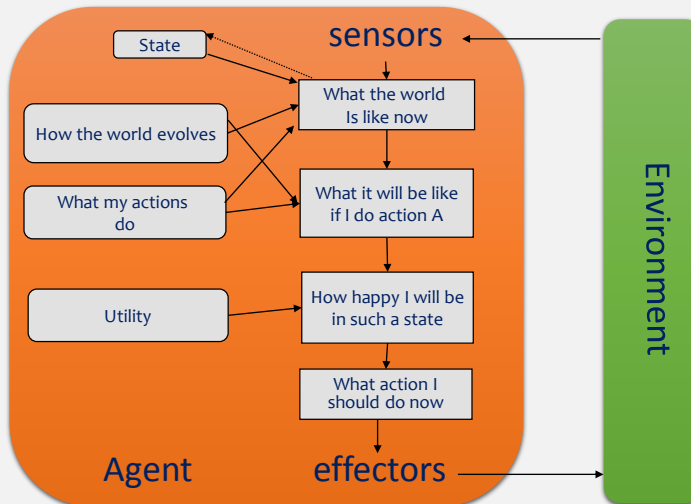 sensors
State
What the world
Is like now
How the world evolves
What my actions
do
What it will be like
if I do action A
How happy I will be
in such a state
Utility
What action I
should do now
Agent
effectors
Environment